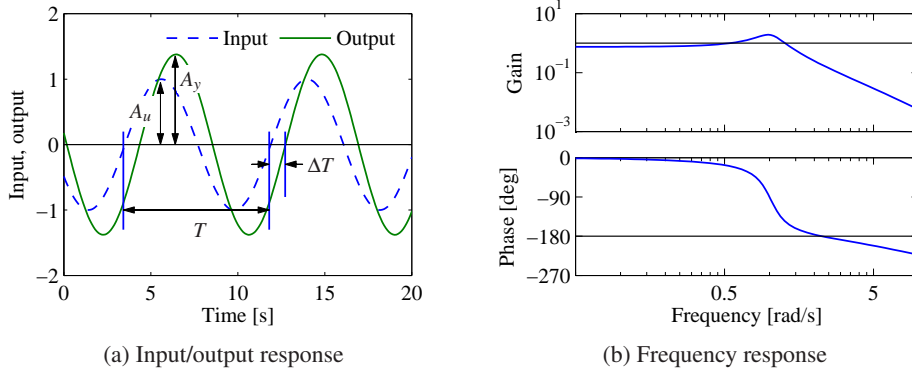 2
1
0
−1
−2
Input, output
0 5 10 15 20
Time [s]
Input Output
A_u
A_y
ΔT
T
(a) Input/output response
10^1
10^−1
10^−3
Gain
0
−90
−180
−270
Phase [deg]
0.5 5
Frequency [rad/s]
(b) Frequency response